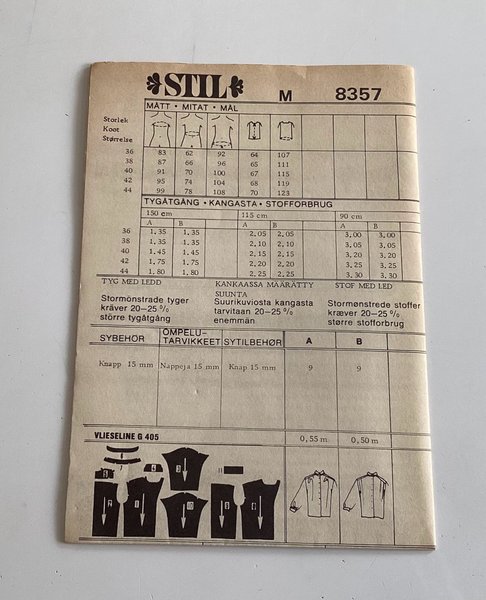 STIL M 8357
MÅTT • MITAT • MÅL
Storlek
Koot
Størrelse
36 83 62 92 64 107
38 87 66 96 65 111
40 91 70 100 67 115
42 95 74 104 68 119
44 99 78 108 70 123
TYGÅTGÅNG • KANGASTA • STOFFORBRUG
150 cm 115 cm 90 cm
A B A B A B
36 1.35 1.35 2.05 2.05 3.00 3.00
38 1.35 1.35 2.10 2.10 3.05 3.05
40 1.45 1.45 2.15 2.15 3.20 3.20
42 1.75 1.75 2.20 2.20 3.25 3.25
44 1.80 1.80 2.25 2.25 3.30 3.30
TYG MED LEDD KANKAASSA MÄÄRÄTTY SUUNTA STOF MED LED
Stormönstrade tyger Suurikuviosta kangasta Stormønstrede stoffer
kräver 20-25 % tarvitaan 20-25 % kræver 20-25 %
större tygåtgång enemmän større stofforbrug
SYBEHÖR OMPELU-TARVIKKEET SYTILBEHØR A B
Knapp 15 mm Nappeja 15 mm Knap 15 mm 9 9
VLIESELINE G 405 0,55 m 0,50 m